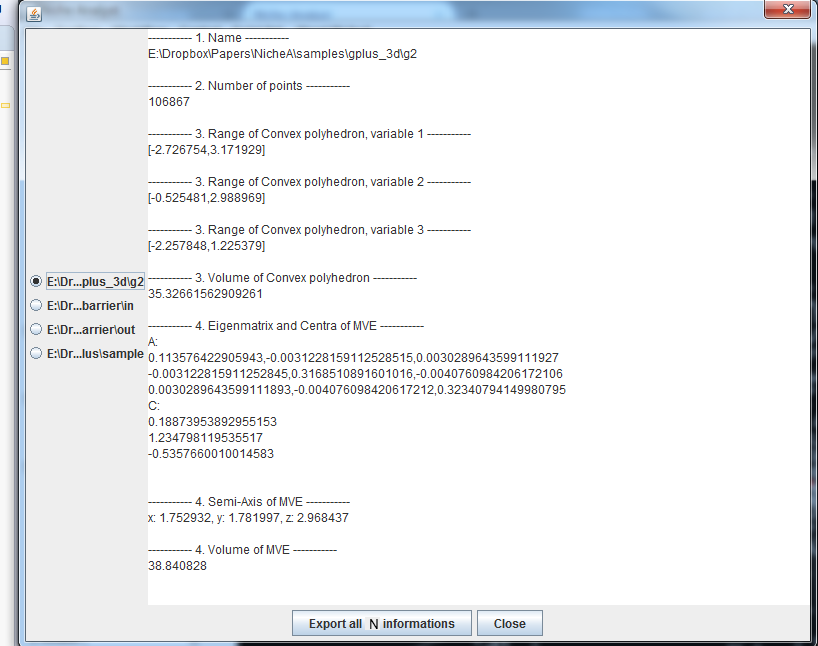 ----------- 1. Name -----------
E:\Dropbox\Papers\NicheA\samples\gplus_3d\g2
----------- 2. Number of points -----------
106867
----------- 3. Range of Convex polyhedron, variable 1 -----------
[-2.726754,3.171929]
----------- 3. Range of Convex polyhedron, variable 2 -----------
[-0.525481,2.988969]
----------- 3. Range of Convex polyhedron, variable 3 -----------
[-2.257848,1.225379]
----------- 3. Volume of Convex polyhedron -----------
35.32661562909261
----------- 4. Eigenmatrix and Centra of MVE -----------
A:
0.113576422905943,-0.0031228159112528515,0.0030289643599111927
-0.003122815911252845,0.3168510891601016,-0.0040760984206172106
0.0030289643599111893,-0.004076098420617212,0.32340794149980795
C:
0.18873953892955153
1.234798119535517
-0.5357660010014583
----------- 4. Semi-Axis of MVE -----------
x: 1.752932, y: 1.781997, z: 2.968437
----------- 4. Volume of MVE -----------
38.840828
E:\Dr...plus_3d\g2
E:\Dr...barrier\in
E:\Dr...arrier\out
E:\Dr...lus\sample
Export all N informations
Close